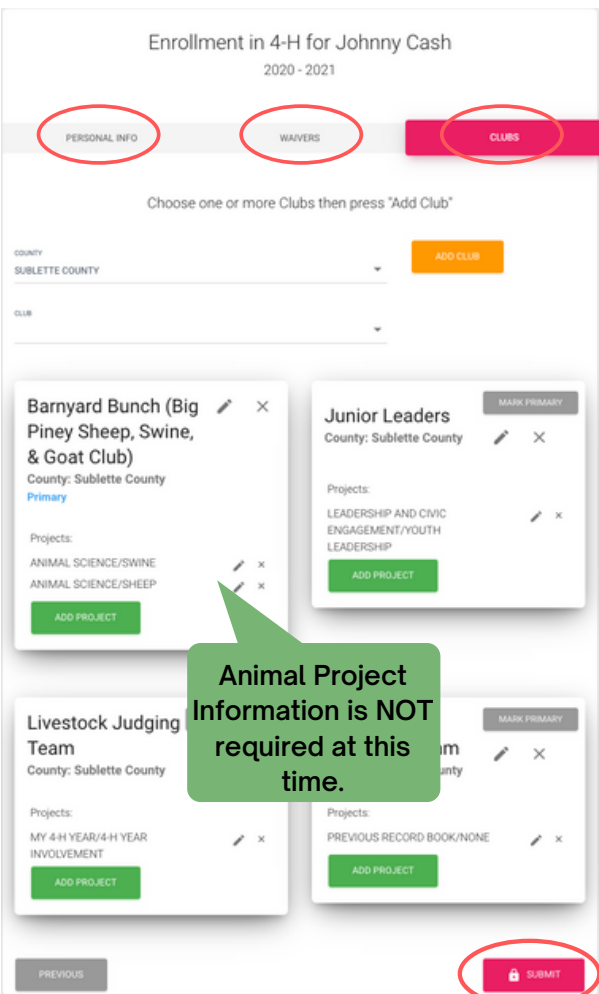 Enrollment in 4-H for Johnny Cash
2020 - 2021
PERSONAL INFO
WAIVERS
CLUBS
Choose one or more Clubs then press "Add Club"
COUNTY
SUBLETTE COUNTY
ADD CLUB
CLUB
Barnyard Bunch (Big
Piney Sheep, Swine,
& Goat Club)
County: Sublette County
Primary
Projects:
ANIMAL SCIENCE/SWINE
ANIMAL SCIENCE/SHEEP
ADD PROJECT
MARK PRIMARY
Junior Leaders
County: Sublette County
Projects:
LEADERSHIP AND CIVIC
ENGAGEMENT/YOUTH
LEADERSHIP
ADD PROJECT
Animal Project
Information is NOT
required at this
time.
Livestock Judging
Team
County: Sublette County
Projects:
MY 4-H YEAR/4-H YEAR
INVOLVEMENT
ADD PROJECT
MARK PRIMARY
Projects:
PREVIOUS RECORD BOOK/NONE
ADD PROJECT
PREVIOUS
SUBMIT